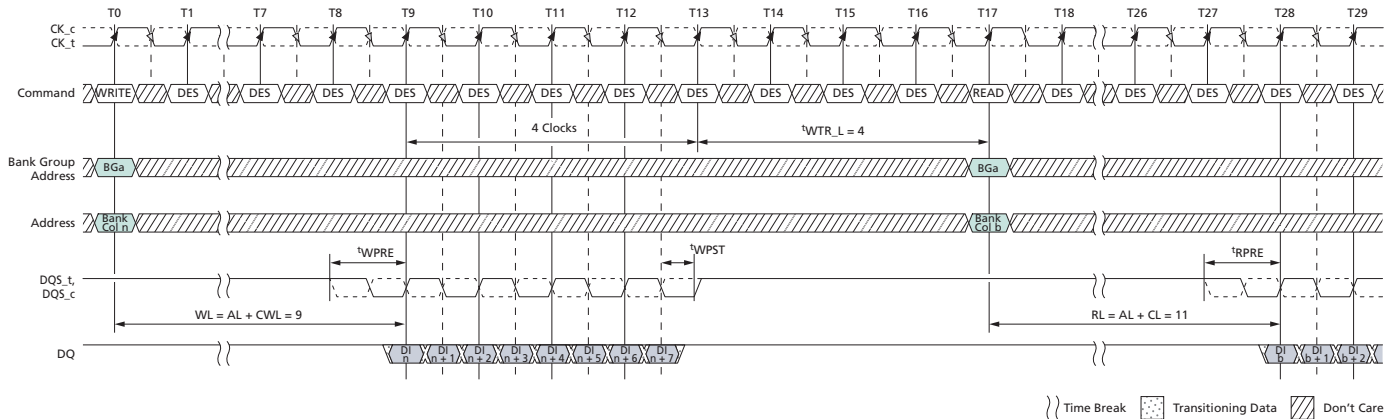 T0 T1 T7 T8 T9 T10 T11 T12 T13 T14 T15 T16 T17 T18 T26 T27 T28 T29
CK_c
CK_t
Command WRITE DES DES DES DES DES DES DES DES DES DES DES READ DES DES DES DES DES
4 Clocks tWTR_L = 4
Bank Group
Address BGa BGa
Address Bank
Col n Bank
Col b
tWPRE tWPST tRPRE
DQS_t,
DQS_c
WL = AL + CWL = 9 RL = AL + CL = 11
DQ DI
n DI
n + 1 DI
n + 2 DI
n + 3 DI
n + 4 DI
n + 5 DI
n + 6 DI
n + 7 DI
b DI
b + 1 DI
b + 2
Time Break Transitioning Data Don't Care